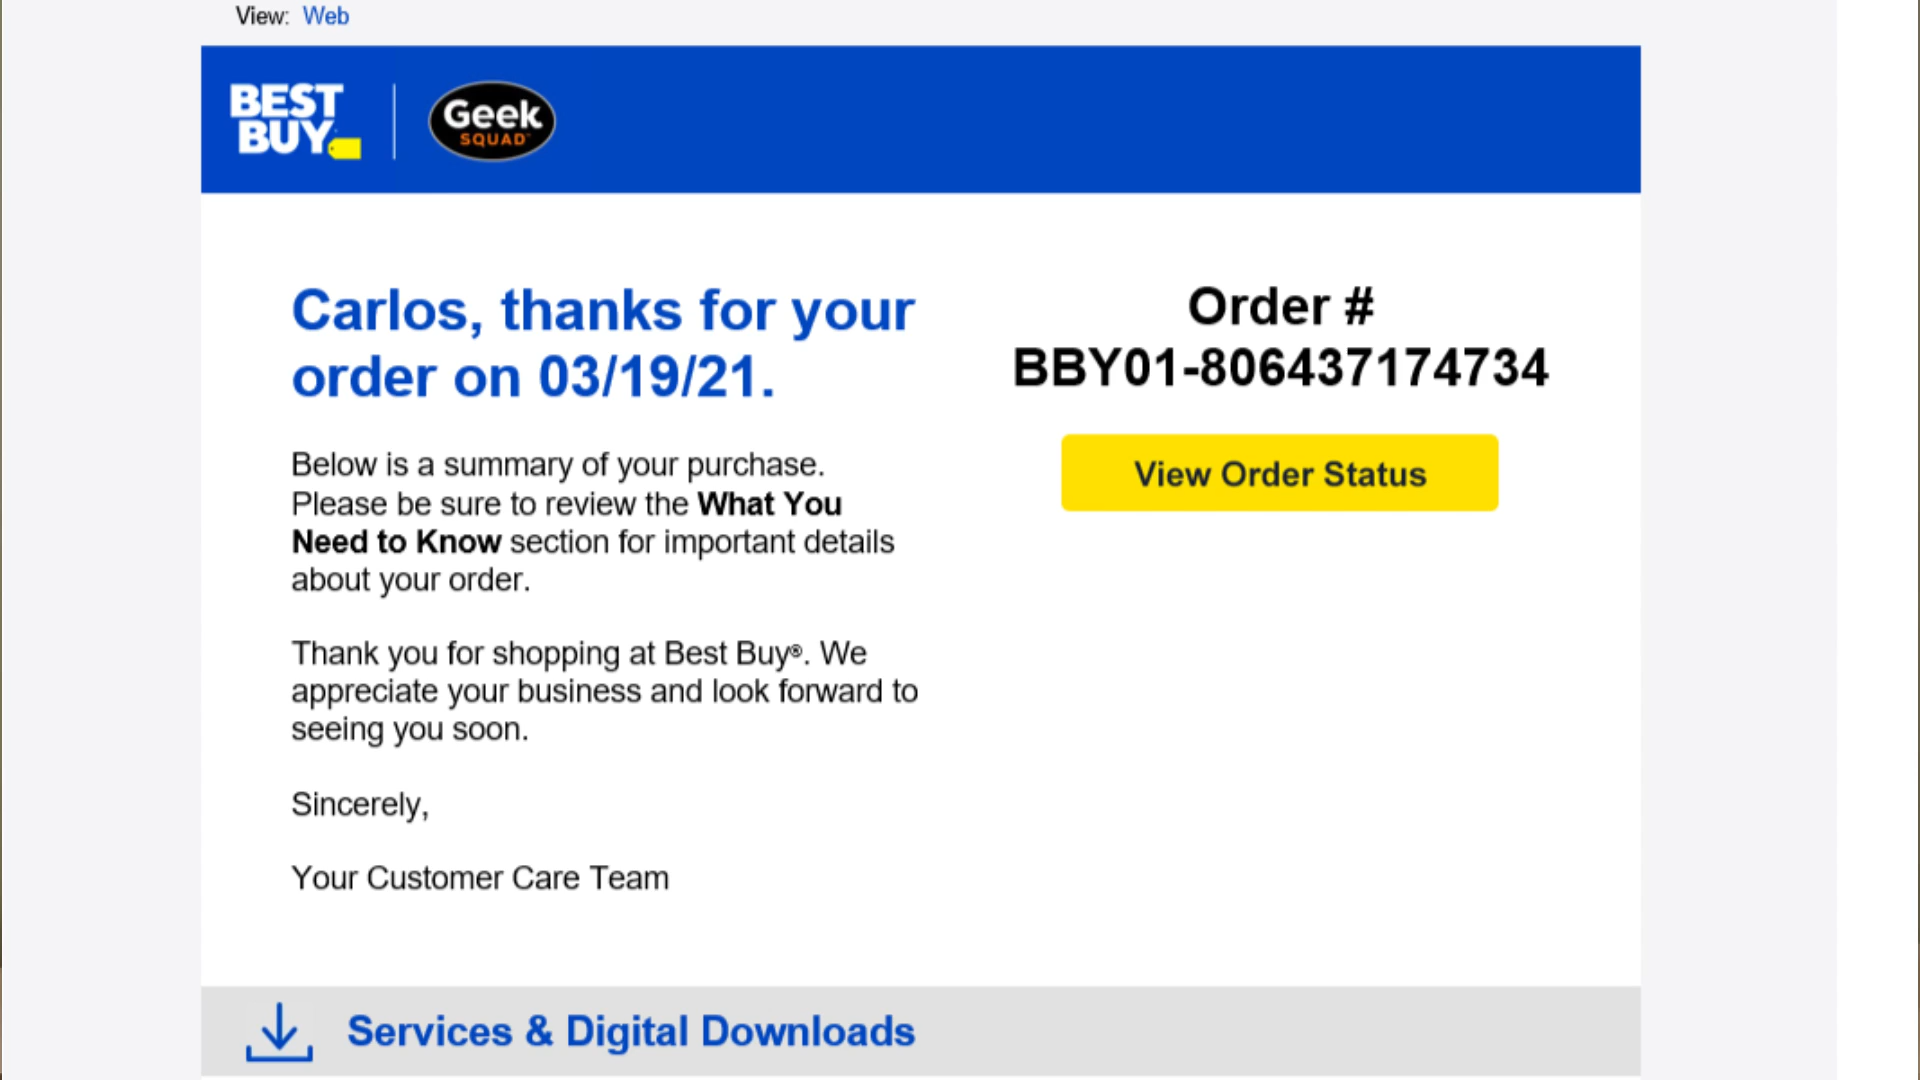 View: Web
BEST
BUY
Geek
SQUAD
Carlos, thanks for your
order on 03/19/21.
Order #
BBY01-806437174734
View Order Status
Below is a summary of your purchase.
Please be sure to review the What You
Need to Know section for important details
about your order.
Thank you for shopping at Best Buy®. We
appreciate your business and look forward to
seeing you soon.
Sincerely,
Your Customer Care Team
Services & Digital Downloads